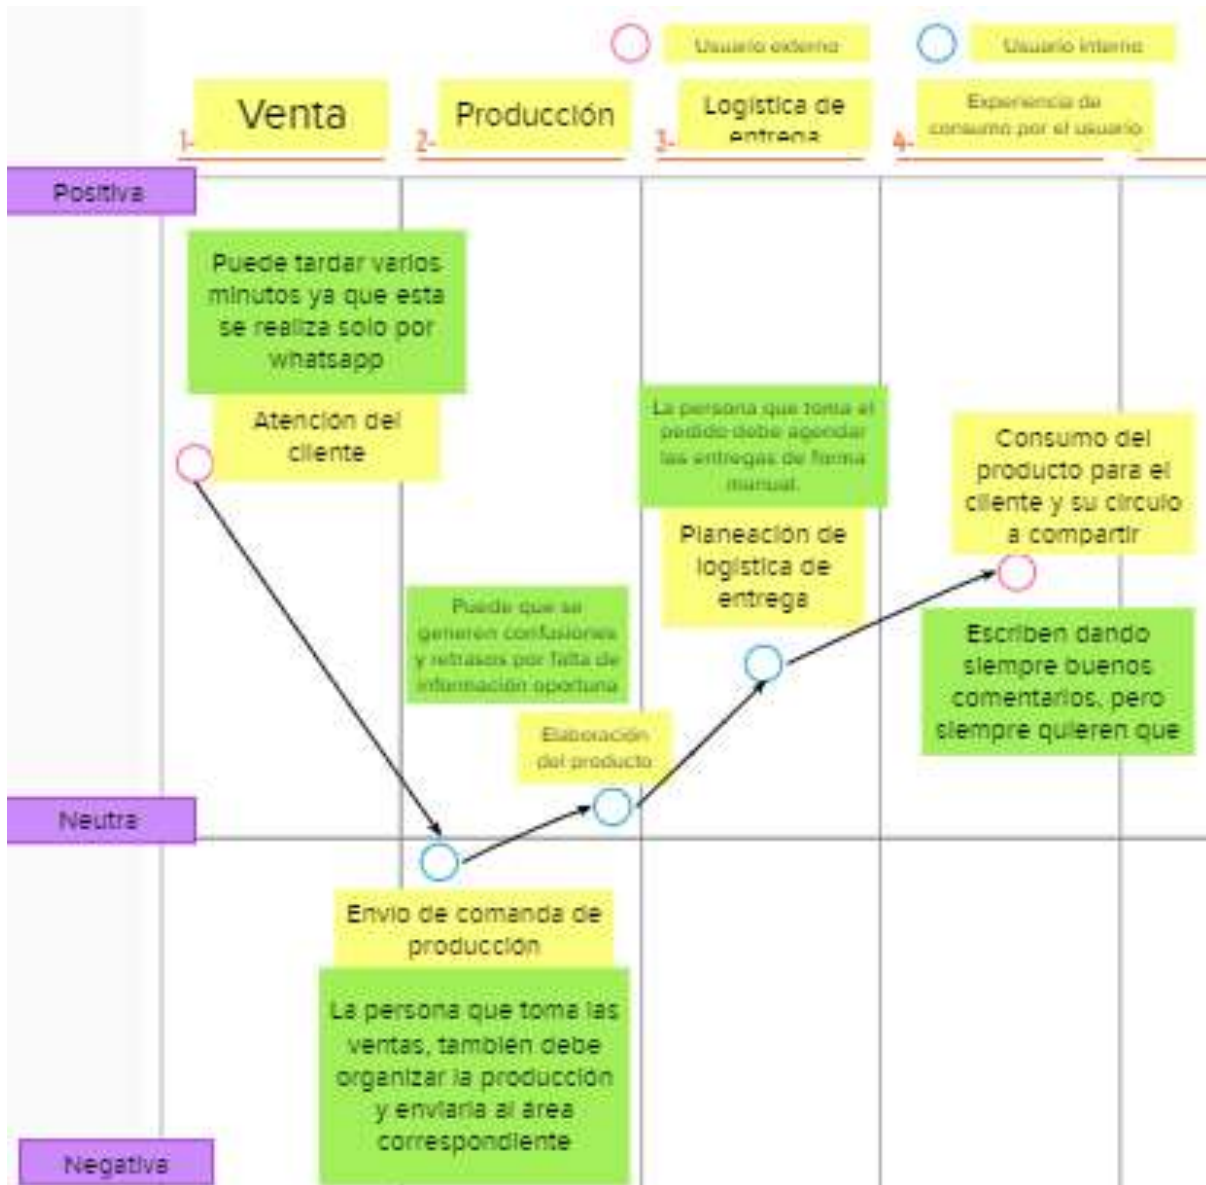 Usuario externo
Usuario interno
Venta
Producción
Logística de
entrega
Experiencia de
consumo por el usuario
1-
2-
3-
4-
Positiva
Puede tardar varios
minutos ya que esta
se realiza solo por
whatsapp
Atención del
cliente
La persona que toma el
pedido debe agendar
las entregas de forma
manual.
Planeación de
logística de
entrega
Consumo del
producto para el
cliente y su circulo
a compartir
Puede que se
generen confusiones
y retrasos por falta de
información oportuna
Escriben dando
siempre buenos
comentarios, pero
siempre quieren que
Elaboración
del producto
Neutra
Envío de comanda de
producción
La persona que toma las
ventas, también debe
organizar la producción
y enviarla al área
correspondiente
Negativa